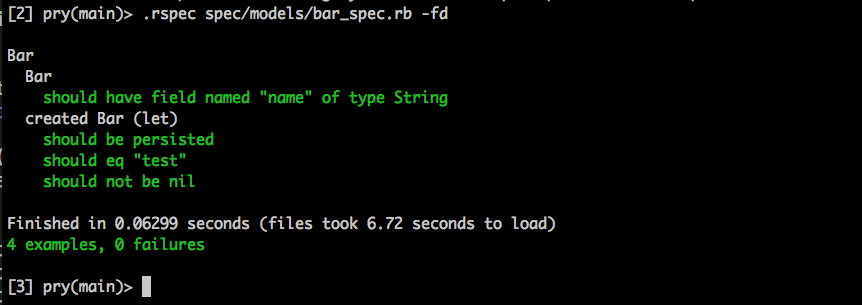 [2] pry(main)> .rspec spec/models/bar_spec.rb -fd
Bar
Bar
should have field named "name" of type String
created Bar (let)
should be persisted
should eq "test"
should not be nil
Finished in 0.06299 seconds (files took 6.72 seconds to load)
4 examples, 0 failures
[3] pry(main)>